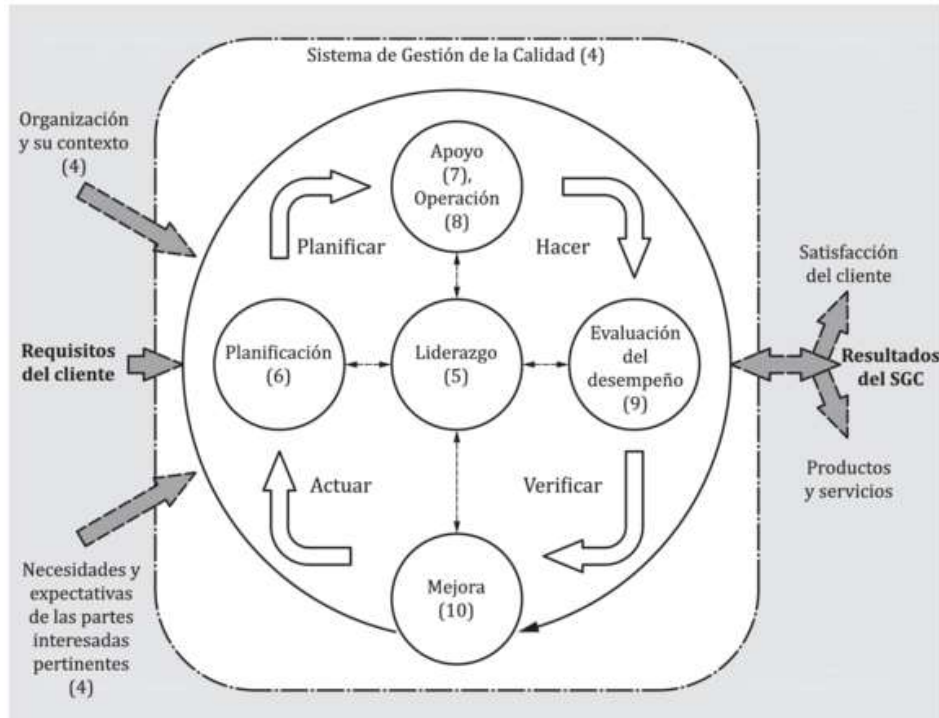 Sistema de Gestión de la Calidad (4)
Organización
y su contexto
(4)
Apoyo
(7),
Operación
(8)
Planificar
Hacer
Satisfacción
del cliente
Requisitos
del cliente
Planificación
(6)
Liderazgo
(5)
Evaluación
del
desempeño
(9)
Resultados
del SGC
Actuar
Verificar
Productos
y servicios
Necesidades y
expectativas
de las partes
interesadas
pertinentes
(4)
Mejora
(10)